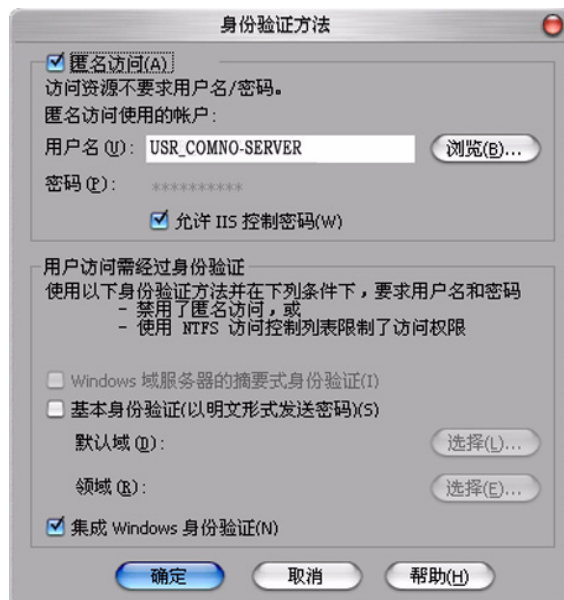 身份验证方法
匿名访问(A)
访问资源不要求用户名/密码。
匿名访问使用的帐户:
用户名(U): USR_COMNO-SERVER 浏览(B)...
密码(P): **********
允许 IIS 控制密码(W)
用户访问需经过身份验证
使用以下身份验证方法并在下列条件下，要求用户名和密码
- 禁用了匿名访问，或
- 使用 NTFS 访问控制列表限制了访问权限
Windows 域服务器的摘要式身份验证(I)
基本身份验证(以明文形式发送密码)(S)
默认域(D): 选择(L)...
领域(R): 选择(E)...
集成 Windows 身份验证(N)
确定 取消 帮助(H)